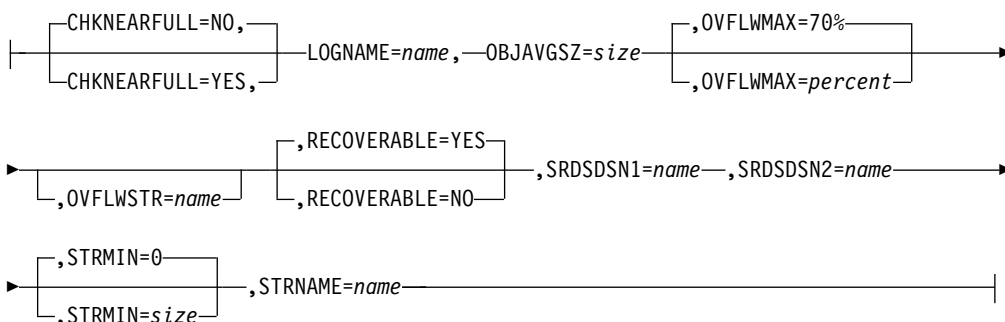 CHKNEARFULL=NO,
CHKNEARFULL=YES,
LOGNAME=name,
OBJAVGSZ=size
,OVFLWMAX=70%
,OVFLWMAX=percent
,OVFLWSTR=name
,RECOVERABLE=YES
,RECOVERABLE=NO
,SRDSDSN1=name
,SRDSDSN2=name
,STRMIN=0
,STRMIN=size
,STRNAME=name